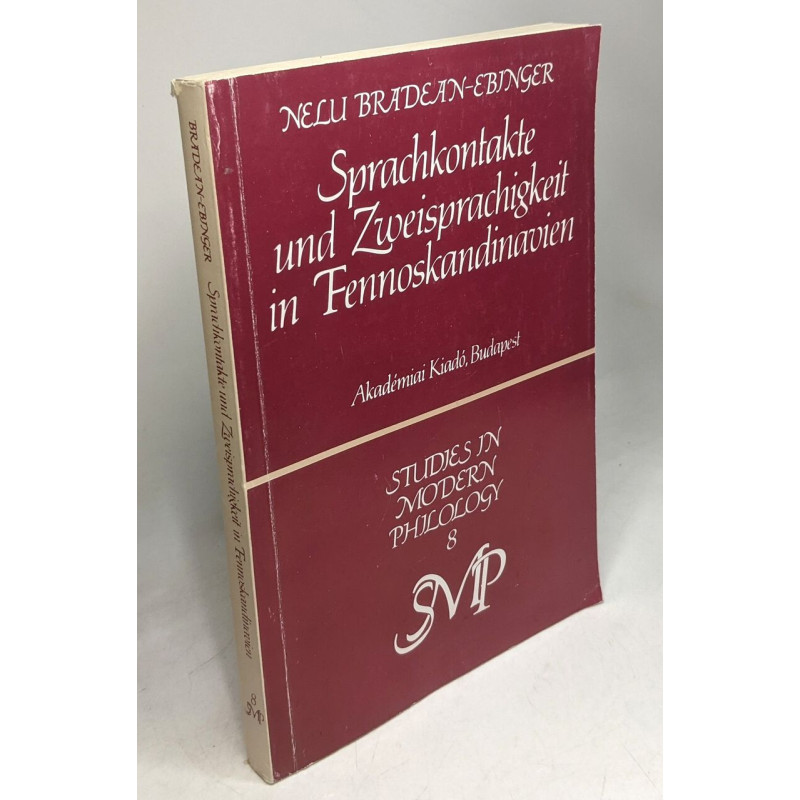 NELU BRADEAN-EBINGER
Sprachkontakte
und Zweisprachigkeit
in Fennoskandinavien
Akadémiai Kiadó, Budapest
STUDIES IN
MODERN
PHILOLOGY
8
SMP
BRADEAN-EBINGER
Sprachkontakte und Zweisprachigkeit in Fennoskandinavien
8
SMP